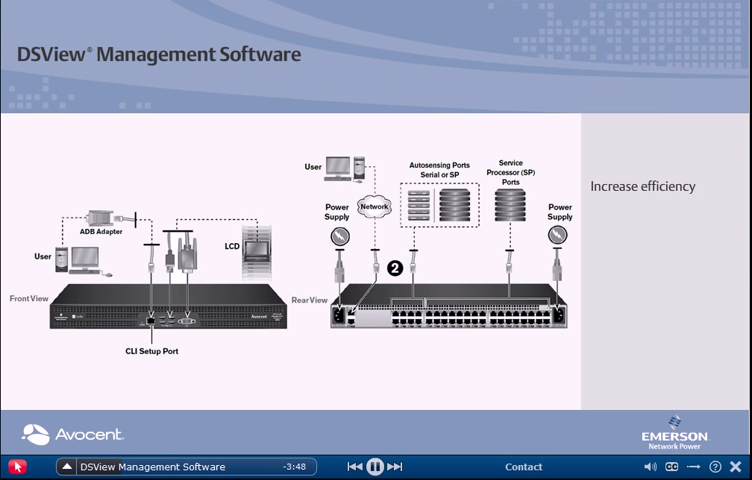 DSView® Management Software
User
Autosensing Ports
Serial or SP
Service
Processor (SP)
Ports
Increase efficiency
Power
Supply
Network
Power
Supply
ADB Adapter
User
LCD
2
Front View
Rear View
Avocent
CLI Setup Port
Avocent.
EMERSON
Network Power
DSView Management Software
-3:48
Contact
CC
?